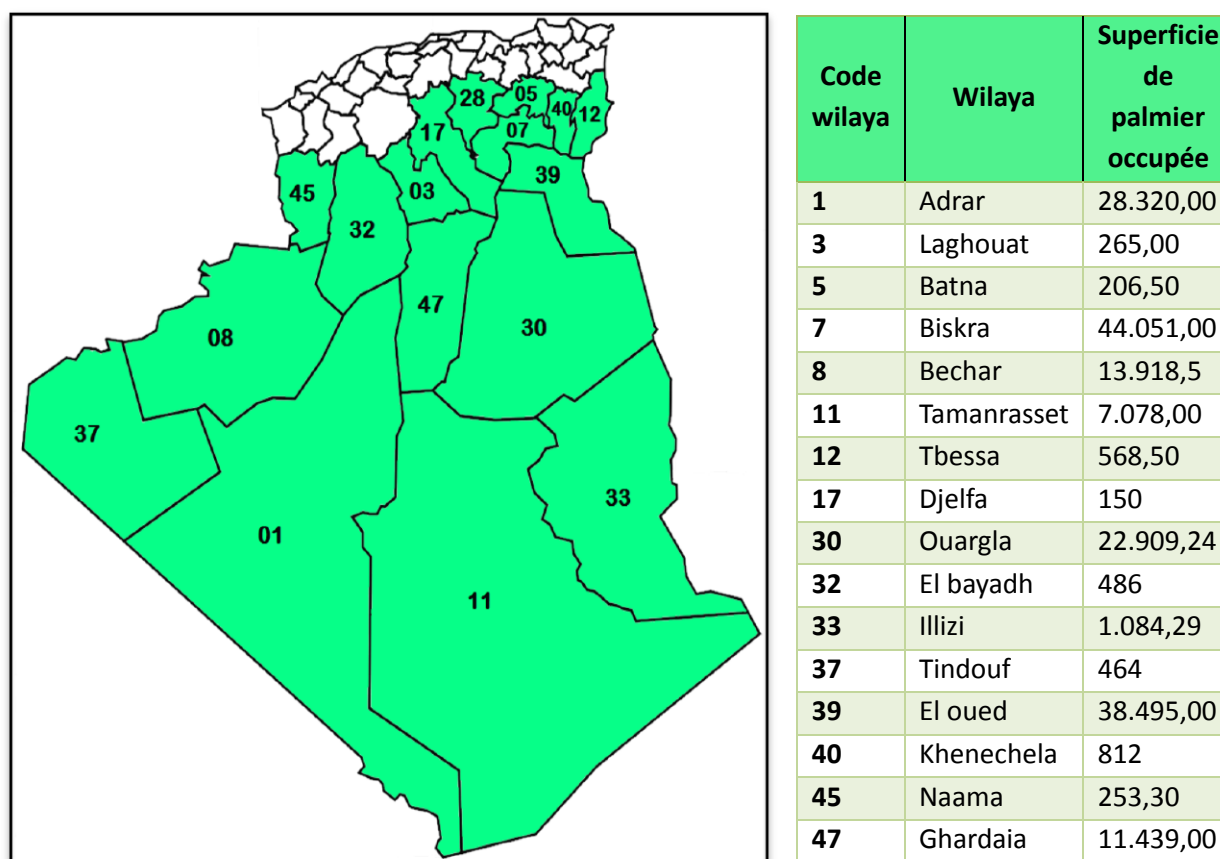 28
05
40
12
17
07
39
45
03
32
47
08
30
37
33
01
11
Code wilaya
Wilaya
Superficie de palmier occupée
1 Adrar 28.320,00
3 Laghouat 265,00
5 Batna 206,50
7 Biskra 44.051,00
8 Bechar 13.918,5
11 Tamanrasset 7.078,00
12 Tbessa 568,50
17 Djelfa 150
30 Ouargla 22.909,24
32 El bayadh 486
33 Illizi 1.084,29
37 Tindouf 464
39 El oued 38.495,00
40 Khenechela 812
45 Naama 253,30
47 Ghardaia 11.439,00